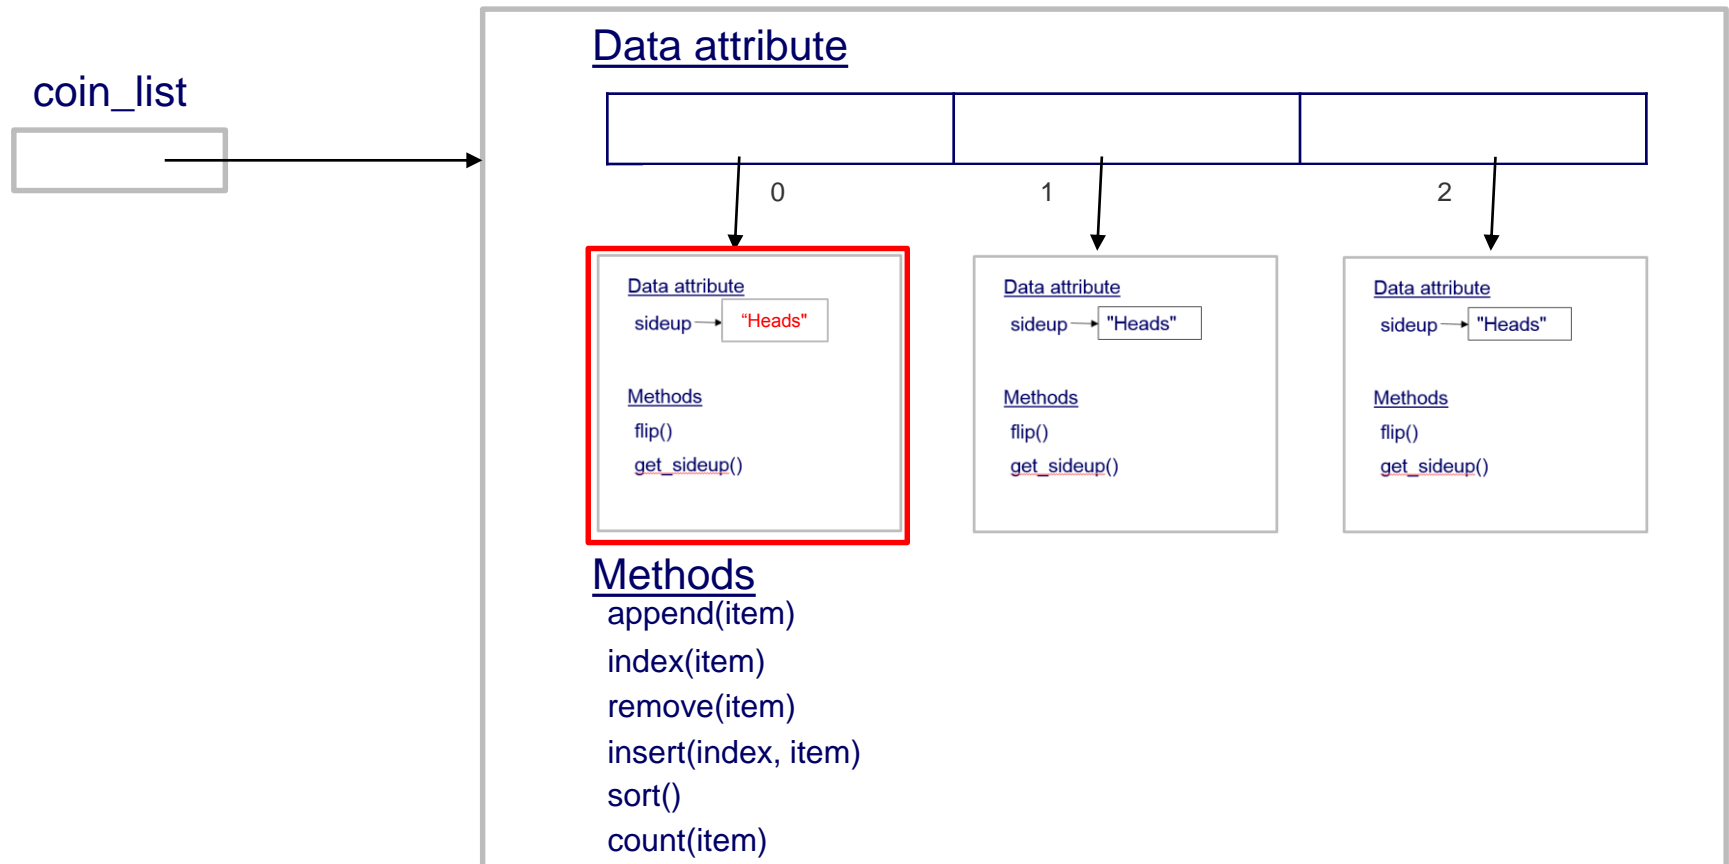 Data attribute
coin_list
0 1 2
Data attribute
sideup “Heads"
Methods
flip()
get_sideup()
Data attribute
sideup "Heads"
Methods
flip()
get_sideup()
Data attribute
sideup "Heads"
Methods
flip()
get_sideup()
Methods
append(item)
index(item)
remove(item)
insert(index, item)
sort()
count(item)